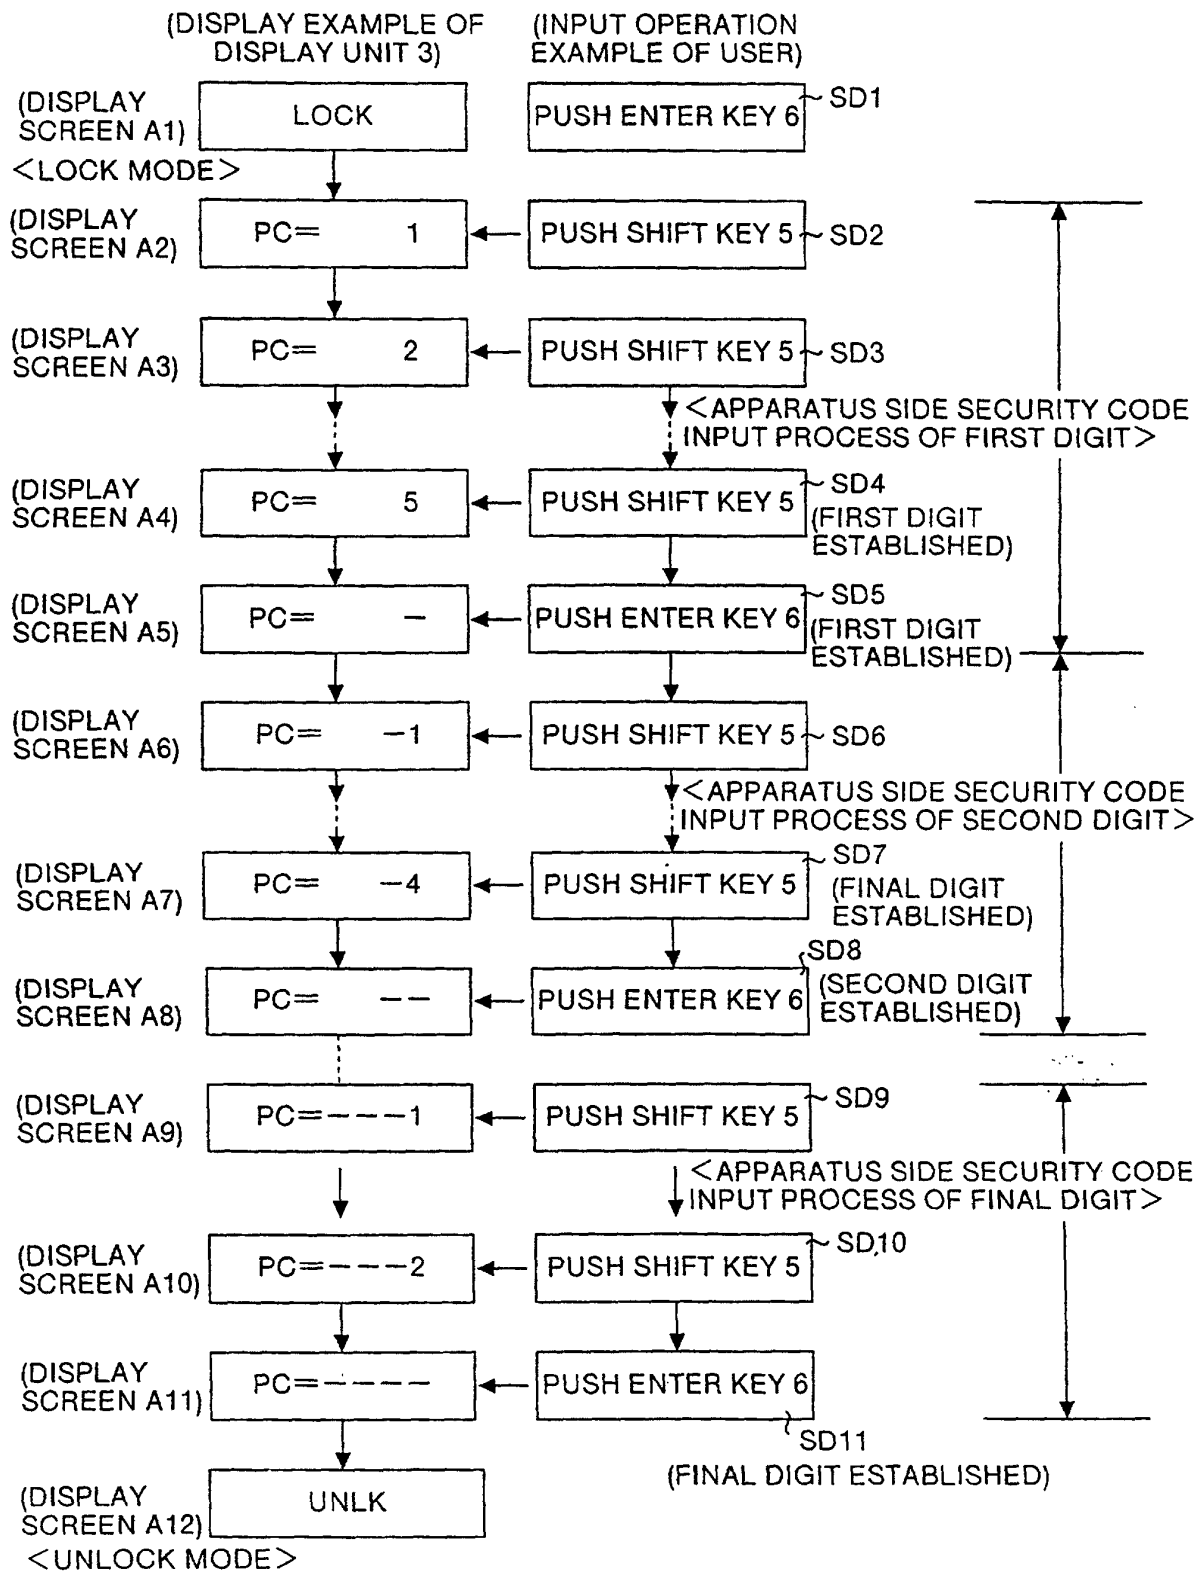 (DISPLAY EXAMPLE OF
DISPLAY UNIT 3)
(INPUT OPERATION
EXAMPLE OF USER)
(DISPLAY
SCREEN A1)
<LOCK MODE>
LOCK
PUSH ENTER KEY 6
SD1
(DISPLAY
SCREEN A2)
PC= 1
PUSH SHIFT KEY 5
SD2
(DISPLAY
SCREEN A3)
PC= 2
PUSH SHIFT KEY 5
SD3
<APPARATUS SIDE SECURITY CODE
INPUT PROCESS OF FIRST DIGIT>
(DISPLAY
SCREEN A4)
PC= 5
PUSH SHIFT KEY 5
SD4
(FIRST DIGIT
ESTABLISHED)
(DISPLAY
SCREEN A5)
PC= –
PUSH ENTER KEY 6
SD5
(FIRST DIGIT
ESTABLISHED)
(DISPLAY
SCREEN A6)
PC= –1
PUSH SHIFT KEY 5
SD6
<APPARATUS SIDE SECURITY CODE
INPUT PROCESS OF SECOND DIGIT>
(DISPLAY
SCREEN A7)
PC= –4
PUSH SHIFT KEY 5
SD7
(FINAL DIGIT
ESTABLISHED)
(DISPLAY
SCREEN A8)
PC= ––
PUSH ENTER KEY 6
SD8
(SECOND DIGIT
ESTABLISHED)
(DISPLAY
SCREEN A9)
PC=–––1
PUSH SHIFT KEY 5
SD9
<APPARATUS SIDE SECURITY CODE
INPUT PROCESS OF FINAL DIGIT>
(DISPLAY
SCREEN A10)
PC=–––2
PUSH SHIFT KEY 5
SD10
(DISPLAY
SCREEN A11)
PC=––––
PUSH ENTER KEY 6
SD11
(FINAL DIGIT ESTABLISHED)
(DISPLAY
SCREEN A12)
UNLK
<UNLOCK MODE>